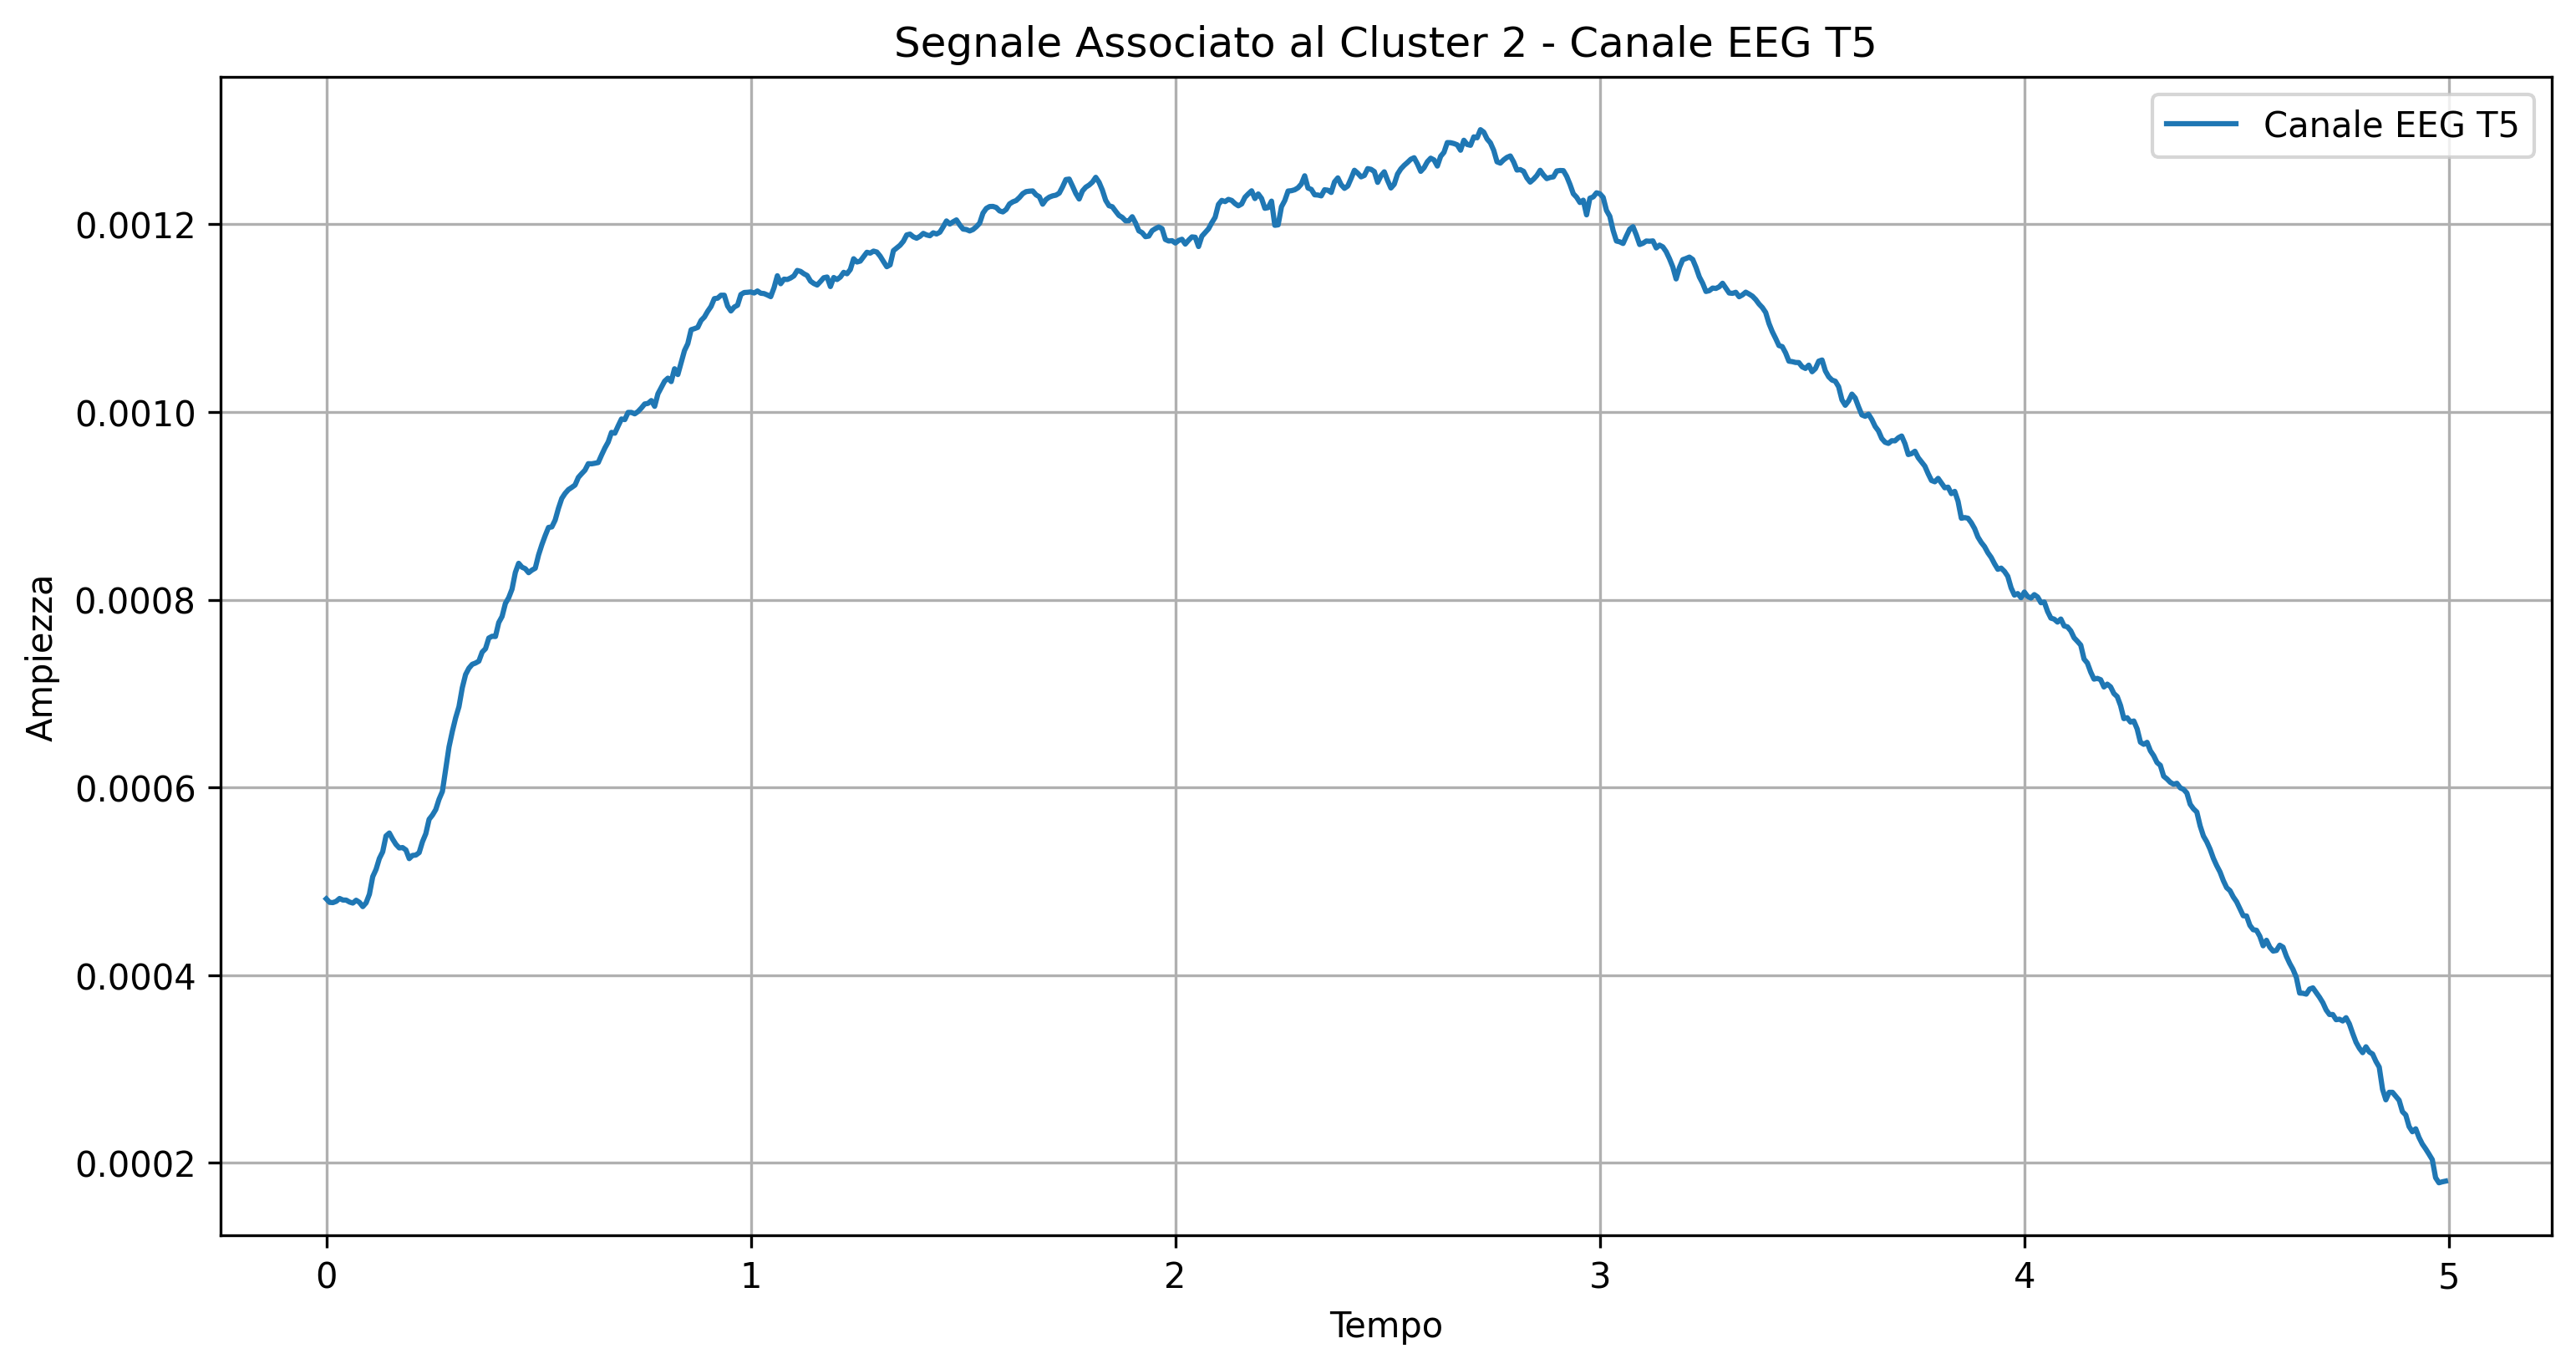 Segnale Associato al Cluster 2 - Canale EEG T5
Canale EEG T5
0.0012
0.0010
0.0008
0.0006
0.0004
0.0002
Ampiezza
0 1 2 3 4 5
Tempo